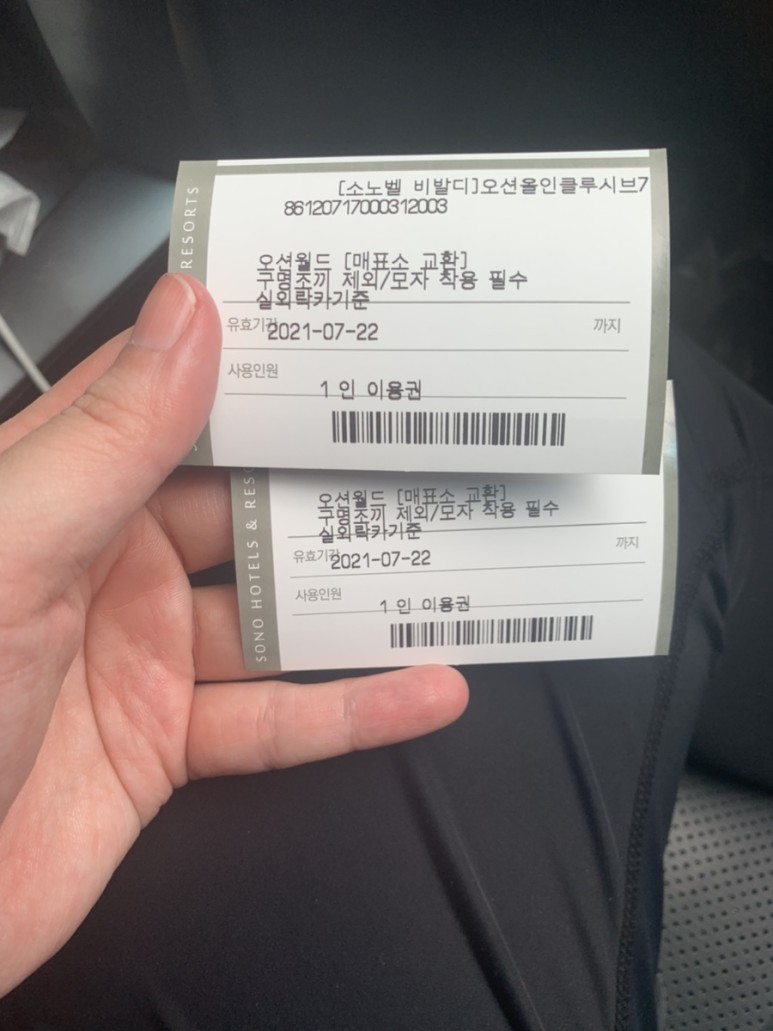 RESORTS
[소노벨 비발디]오션올인클루시브7
86120717000312003
오션월드 [매표소 교환]
구명조끼 제외/모자 착용 필수
실외락카기준
유효기간 2021-07-22 까지
사용인원
1 인 이용권
SONO HOTELS & RESO
오션월드 [매표소 교환]
구명조끼 제외/모자 착용 필수
실외락카기준
유효기간 2021-07-22 까지
사용인원
1 인 이용권